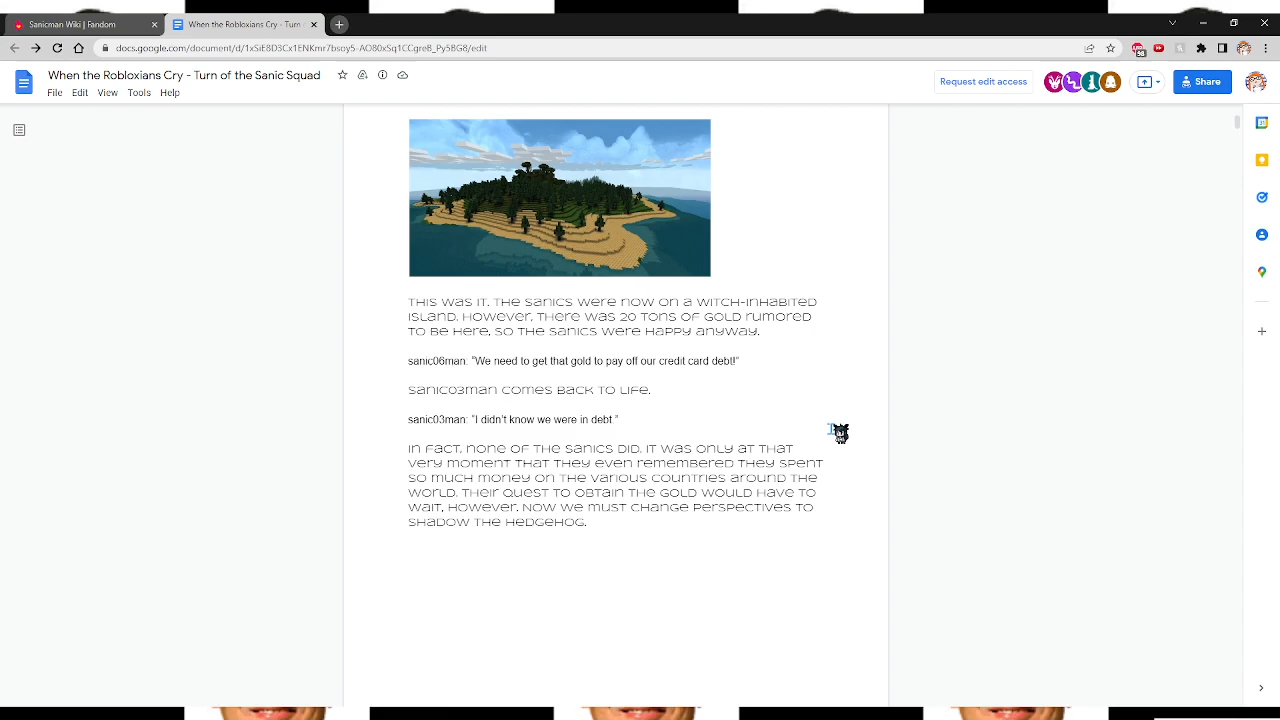 Sanicman Wiki | Fandom
When the Robloxians Cry - Turn of
docs.google.com/document/d/1xSiE8D3Cx1ENKmr7bsoy5-AO80xSq1CCgreB_Py5BG8/edit
When the Robloxians Cry - Turn of the Sanic Squad
File Edit View Tools Help
Request edit access
Share
This was it. The Sanics were now on a witch-inhabited
island. However, there was 20 tons of gold rumored
to be here, so the Sanics were happy anyway.
sanic06man: "We need to get that gold to pay off our credit card debt!"
Sanic03man comes back to life.
sanic03man: "I didn't know we were in debt."
In fact, none of the Sanics did. It was only at that
very moment that they even remembered they spent
so much money on the various countries around the
world. Their quest to obtain the gold would have to
wait, however. Now we must change perspectives to
Shadow the Hedgehog.